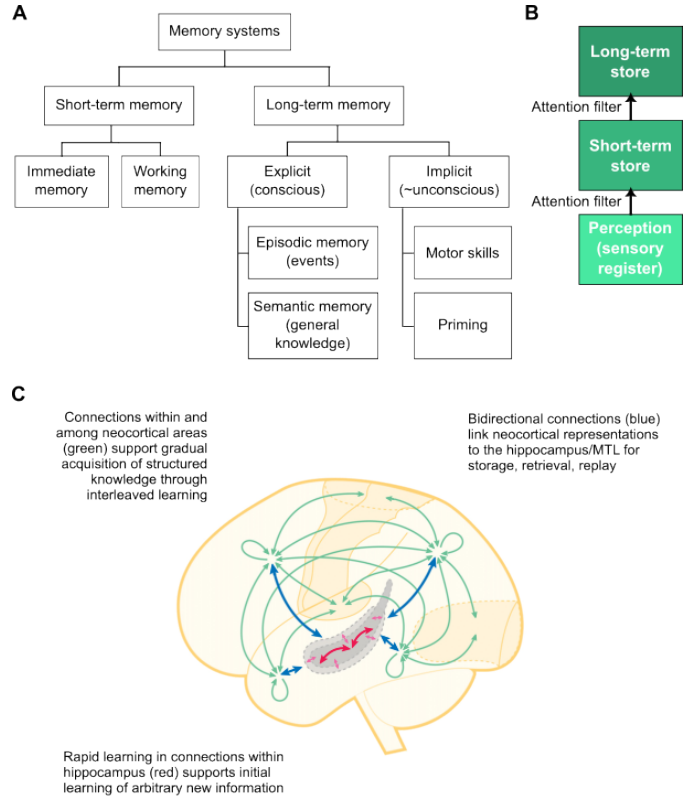 A
Memory systems
Short-term memory
Long-term memory
Immediate
memory
Working
memory
Explicit
(conscious)
Implicit
(~unconscious)
Episodic memory
(events)
Motor skills
Semantic memory
(general
knowledge)
Priming
B
Long-term
store
Attention filter
Short-term
store
Attention filter
Perception
(sensory
register)
C
Connections within and
among neocortical areas
(green) support gradual
acquisition of structured
knowledge through
interleaved learning
Bidirectional connections (blue)
link neocortical representations
to the hippocampus/MTL for
storage, retrieval, replay
Rapid learning in connections within
hippocampus (red) supports initial
learning of arbitrary new information